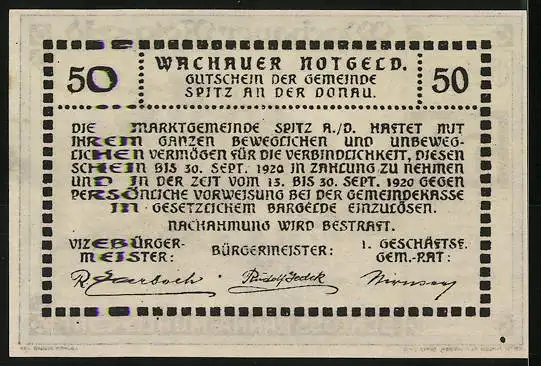 50 WACHAUER NOTGELD. 50
GUTSCHEIN DER GEMEINDE
SPITZ AN DER DONAU.
DIE MARKTGEMEINDE SPITZ A./D. HAFTET MIT
IHREM GANZEN BEWEGLICHEN UND UNBEWEG-
LICHEN VERMÖGEN FÜR DIE VERBINDLICHKEIT, DIESEN
SCHEIN BIS 30. SEPT. 1920 IN ZAHLUNG ZU NEHMEN
UND IN DER ZEIT VOM 15. BIS 30. SEPT. 1920 GEGEN
PERSÖNLICHE VORWEISUNG BEI DER GEMEINDEKASSE
IN GESETZLICHEM BARGELDE EINZULÖSEN.
NACHAHMUNG WIRD BESTRAFT.
VIZEBÜRGER-
MEISTER:
BÜRGERMEISTER:
1. GESCHÄFTSF.
GEM.-RAT:
Rudolf